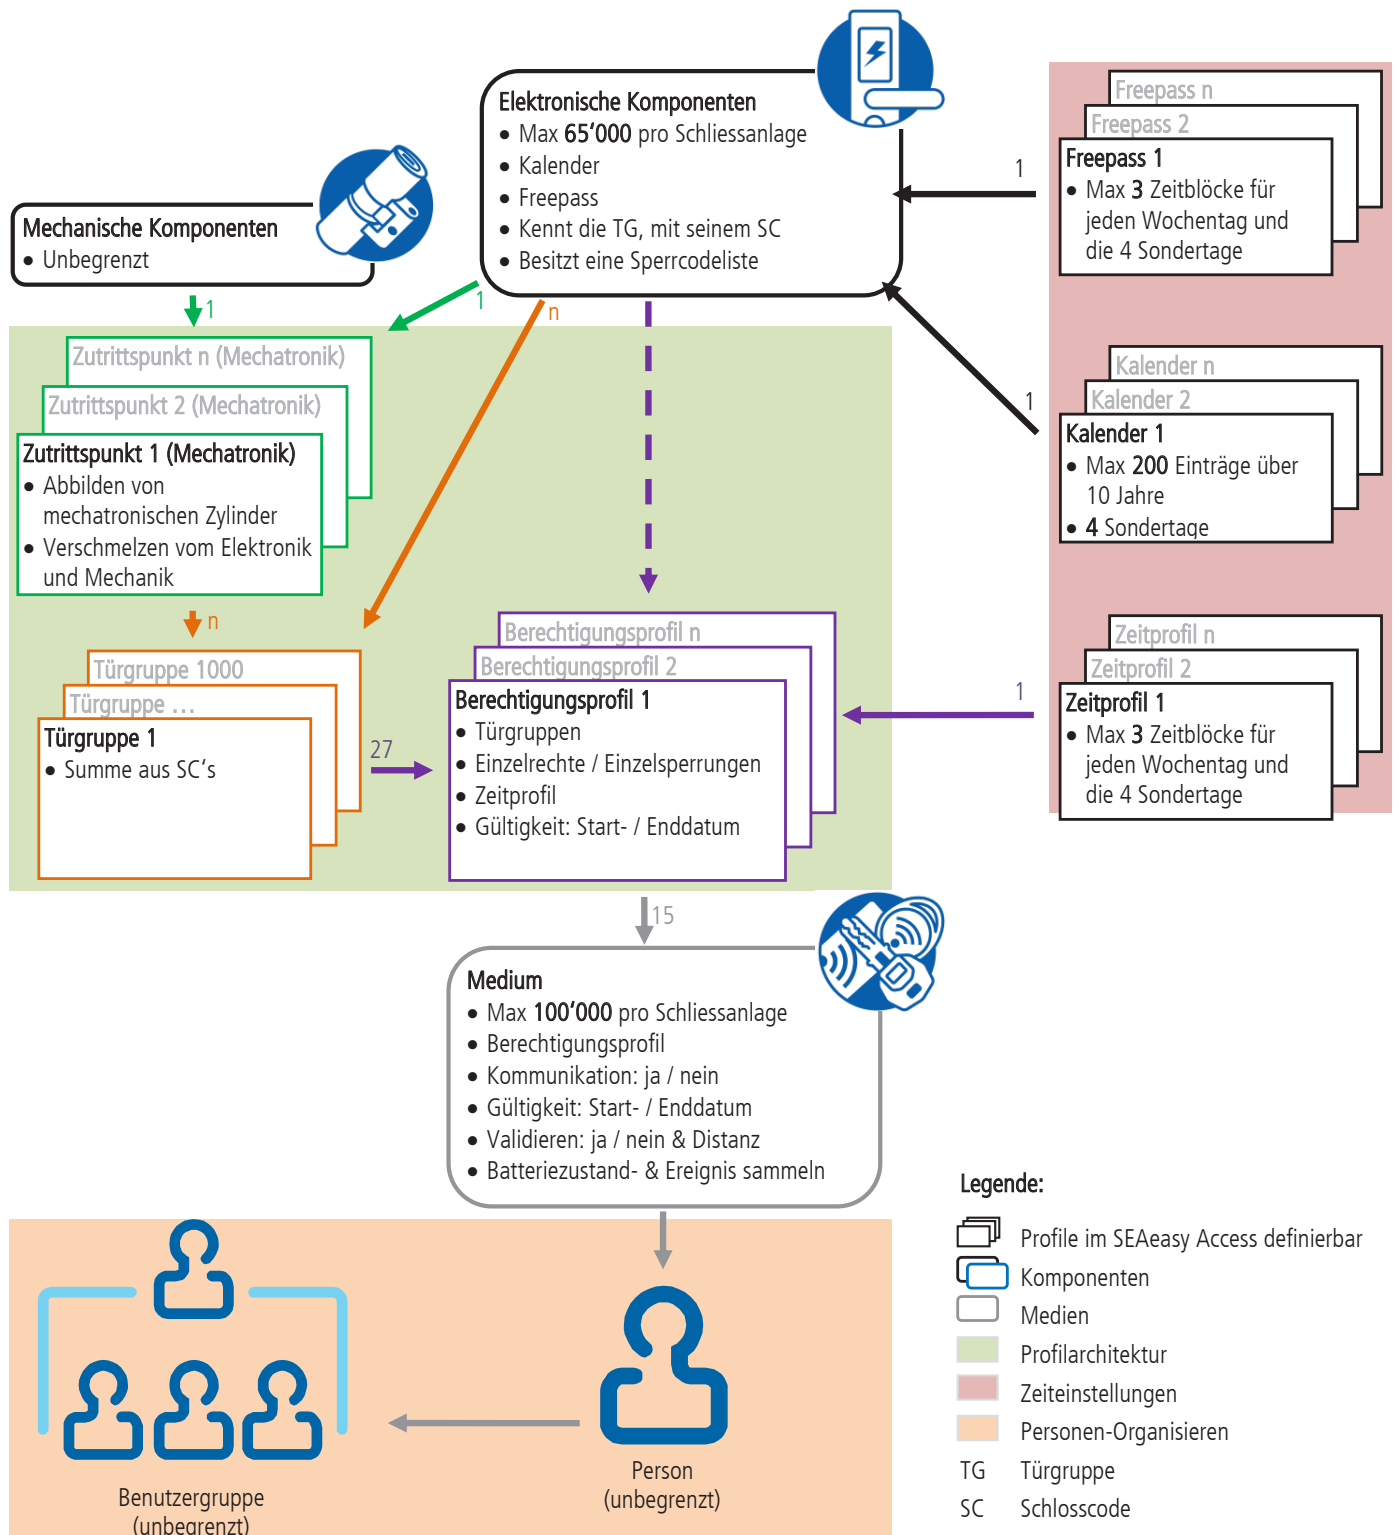 Elektronische Komponenten
• Max 65‘000 pro Schliessanlage
• Kalender
• Freepass
• Kennt die TG, mit seinem SC
• Besitzt eine Sperrcodeliste
Mechanische Komponenten
• Unbegrenzt
Freepass n
Freepass 2
Freepass 1
• Max 3 Zeitblöcke für
jeden Wochentag und
die 4 Sondertage
1
1
1
n
Zutrittspunkt n (Mechatronik)
Zutrittspunkt 2 (Mechatronik)
Zutrittspunkt 1 (Mechatronik)
• Abbilden von
mechatronischen Zylinder
• Verschmelzen vom Elektronik
und Mechanik
Kalender n
Kalender 2
Kalender 1
• Max 200 Einträge über
10 Jahre
• 4 Sondertage
1
n
Türgruppe 1000
Türgruppe ...
Türgruppe 1
• Summe aus SC‘s
27
Berechtigungsprofil n
Berechtigungsprofil 2
Berechtigungsprofil 1
• Türgruppen
• Einzelrechte / Einzelsperrungen
• Zeitprofil
• Gültigkeit: Start- / Enddatum
1
Zeitprofil n
Zeitprofil 2
Zeitprofil 1
• Max 3 Zeitblöcke für
jeden Wochentag und
die 4 Sondertage
15
Medium
• Max 100‘000 pro Schliessanlage
• Berechtigungsprofil
• Kommunikation: ja / nein
• Gültigkeit: Start- / Enddatum
• Validieren: ja / nein & Distanz
• Batteriezustand- & Ereignis sammeln
Benutzergruppe
(unbegrenzt)
Person
(unbegrenzt)
Legende:
Profile im SEAeasy Access definierbar
Komponenten
Medien
Profilarchitektur
Zeiteinstellungen
Personen-Organisieren
TG Türgruppe
SC Schlosscode